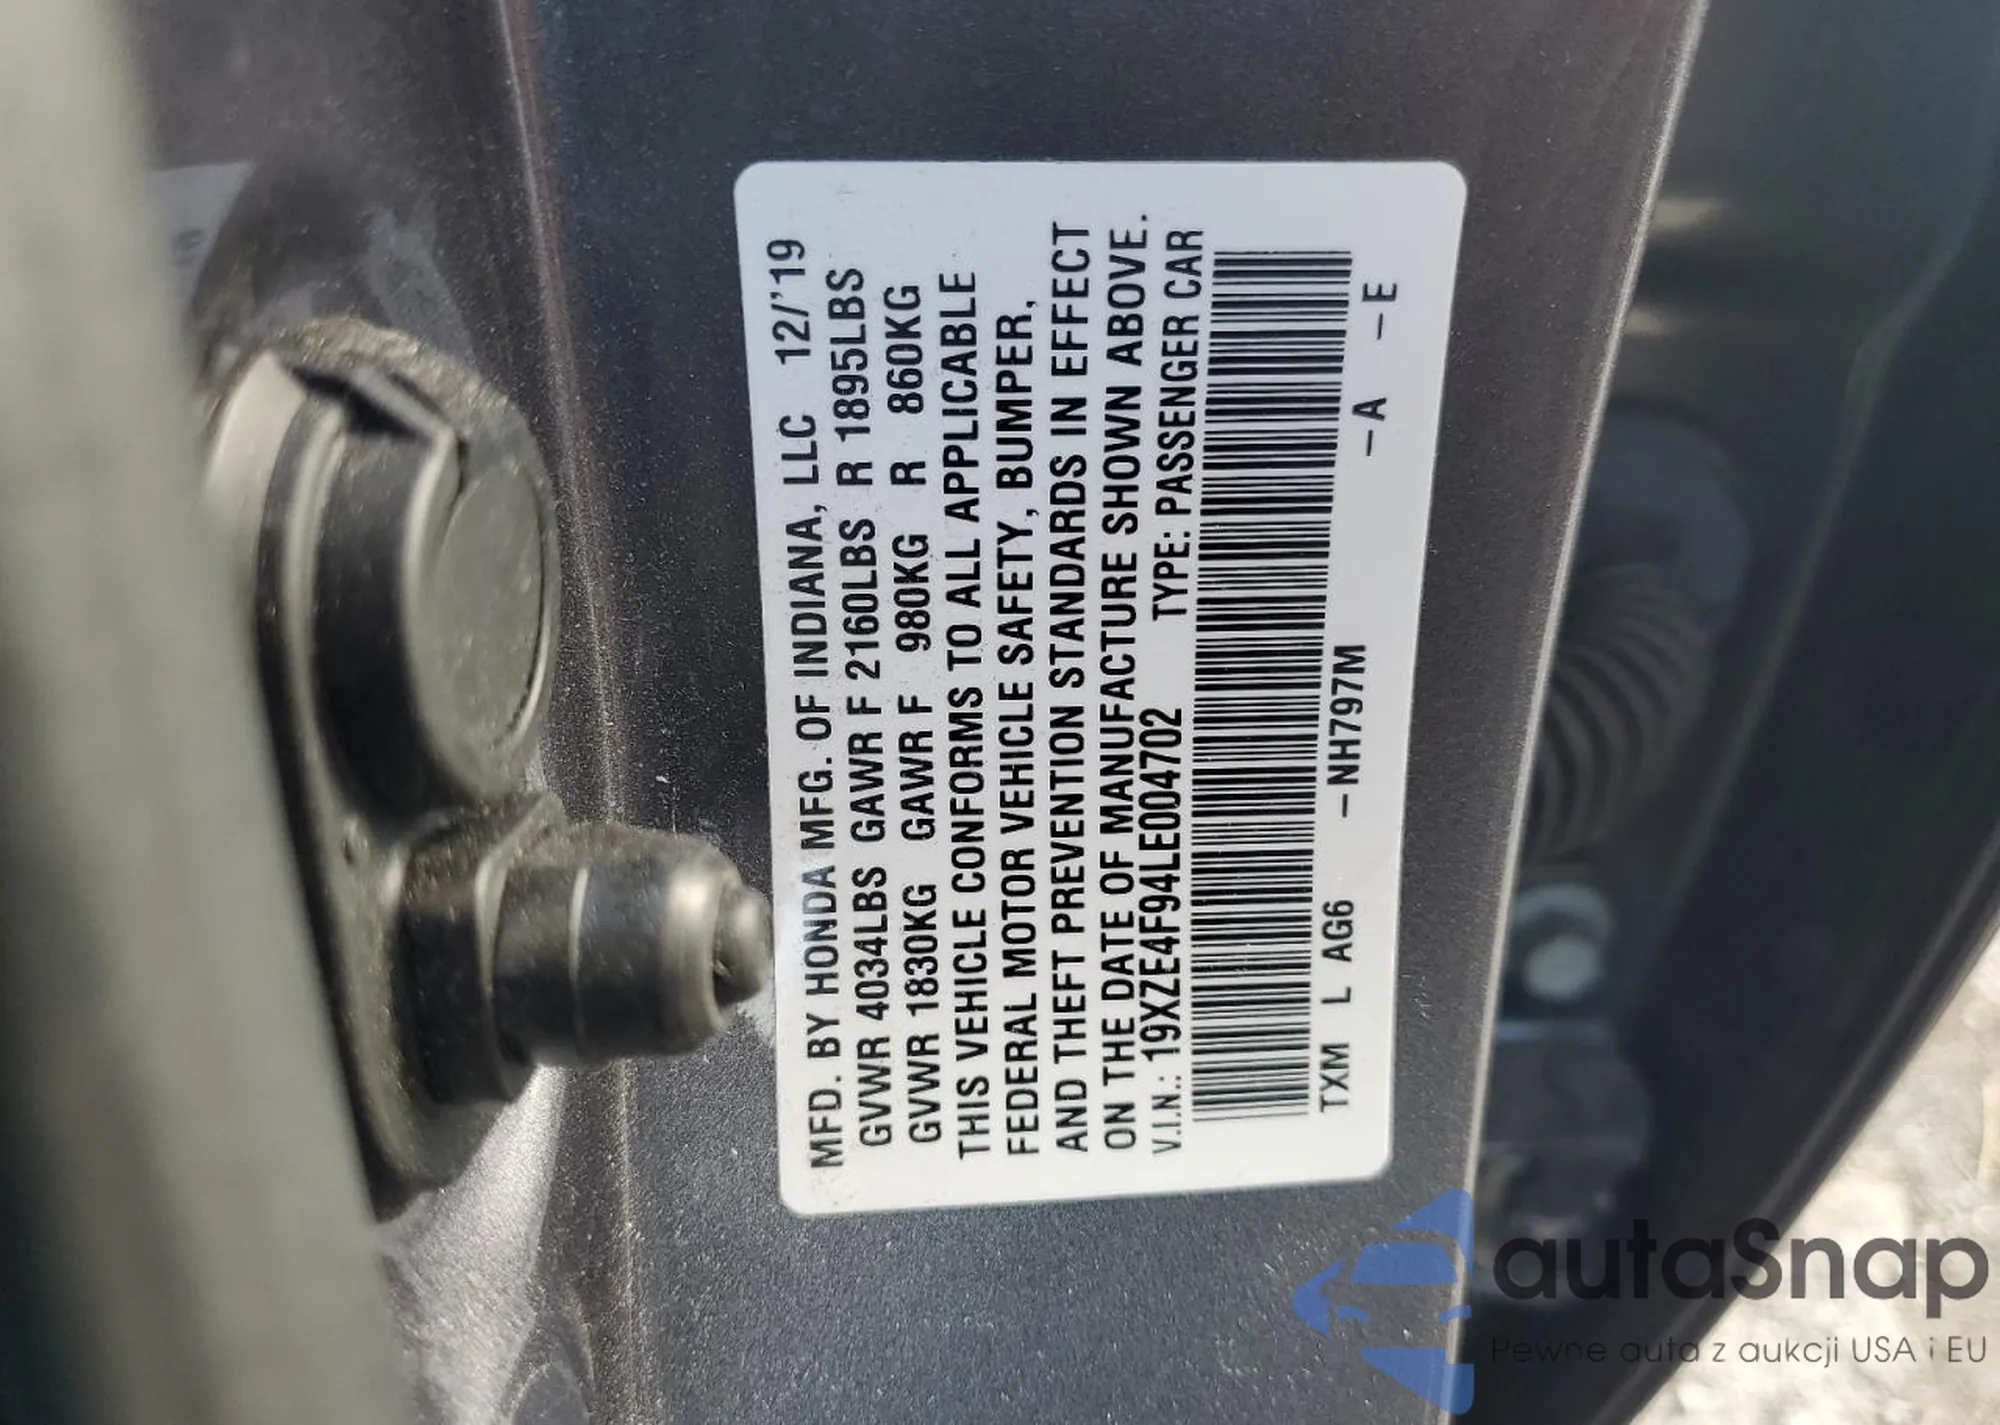 MFD. BY HONDA MFG. OF INDIANA, LLC 12/'19
GVWR 4034LBS GAWR F 2160LBS R 1895LBS
GVWR 1830KG GAWR F 980KG R 860KG
THIS VEHICLE CONFORMS TO ALL APPLICABLE
FEDERAL MOTOR VEHICLE SAFETY, BUMPER,
AND THEFT PREVENTION STANDARDS IN EFFECT
ON THE DATE OF MANUFACTURE SHOWN ABOVE.
V.I.N.: 19XZE4F94LE004702 TYPE: PASSENGER CAR
TXM L AG6 –NH797M –A –E
autaSnap
Pewne auta z aukcji USA i EU